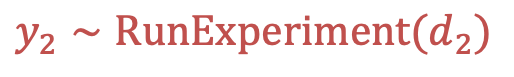 y₂ ~ RunExperiment(d₂)